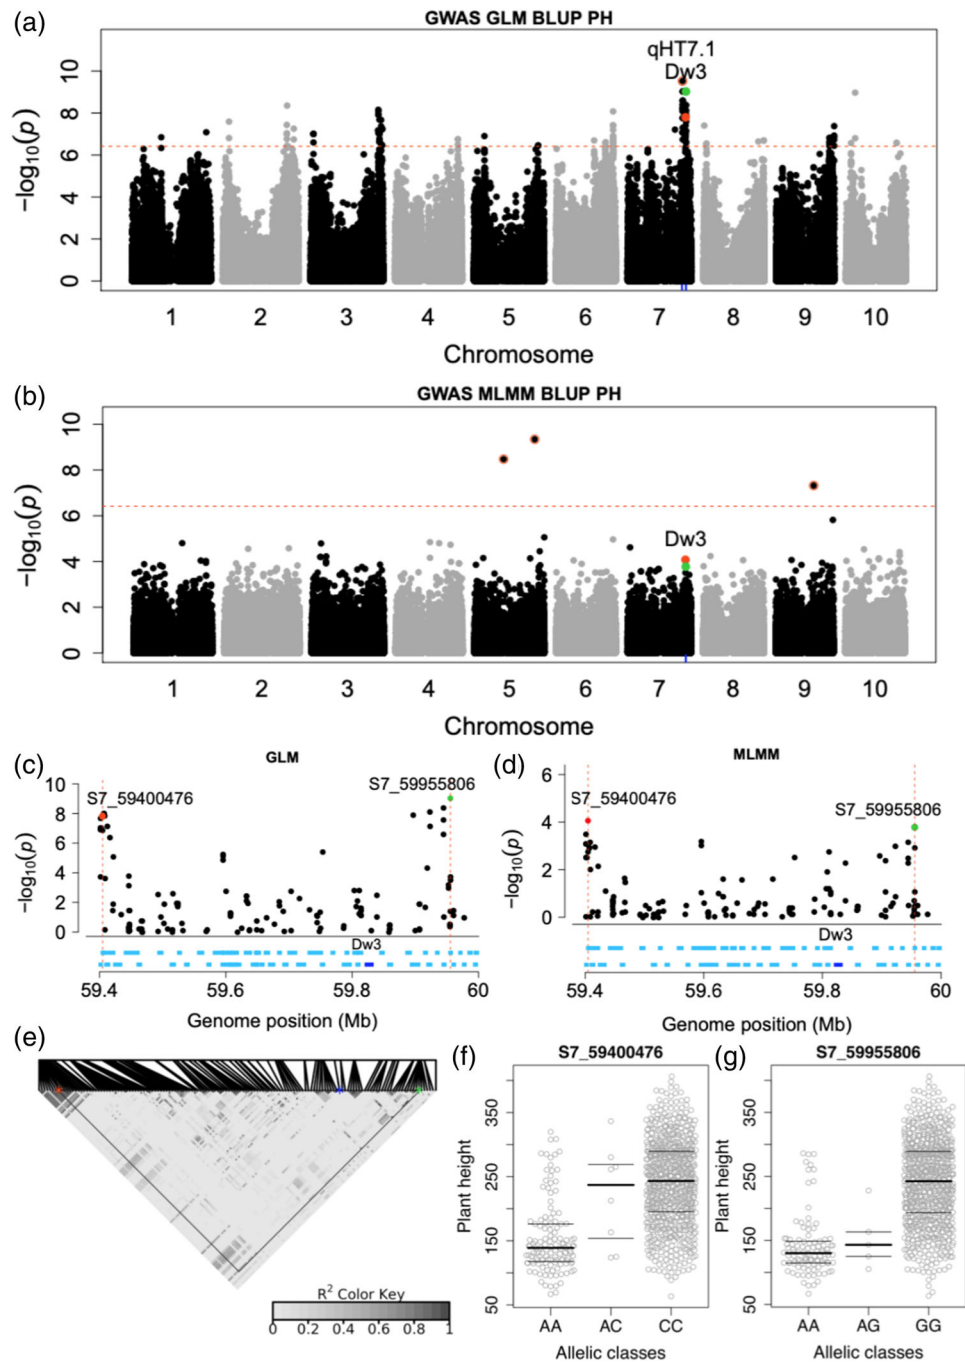 (a)
GWAS GLM BLUP PH
qHT7.1
Dw3
10
8
6
4
2
0
−log10(p)
1 2 3 4 5 6 7 8 9 10
Chromosome
(b)
GWAS MLMM BLUP PH
10
8
6
4
2
0
−log10(p)
Dw3
1 2 3 4 5 6 7 8 9 10
Chromosome
(c)
GLM
S7_59955806
S7_59400476
10
8
6
4
2
0
−log10(p)
Dw3
59.4 59.6 59.8 60
Genome position (Mb)
(d)
MLMM
S7_59400476
S7_59955806
6
4
2
0
−log10(p)
Dw3
59.4 59.6 59.8 60
Genome position (Mb)
(e)
R2 Color Key
0 0.2 0.4 0.6 0.8 1
(f)
S7_59400476
Plant height
350
250
150
50
AA AC CC
Allelic classes
(g)
S7_59955806
Plant height
350
250
150
50
AA AG GG
Allelic classes